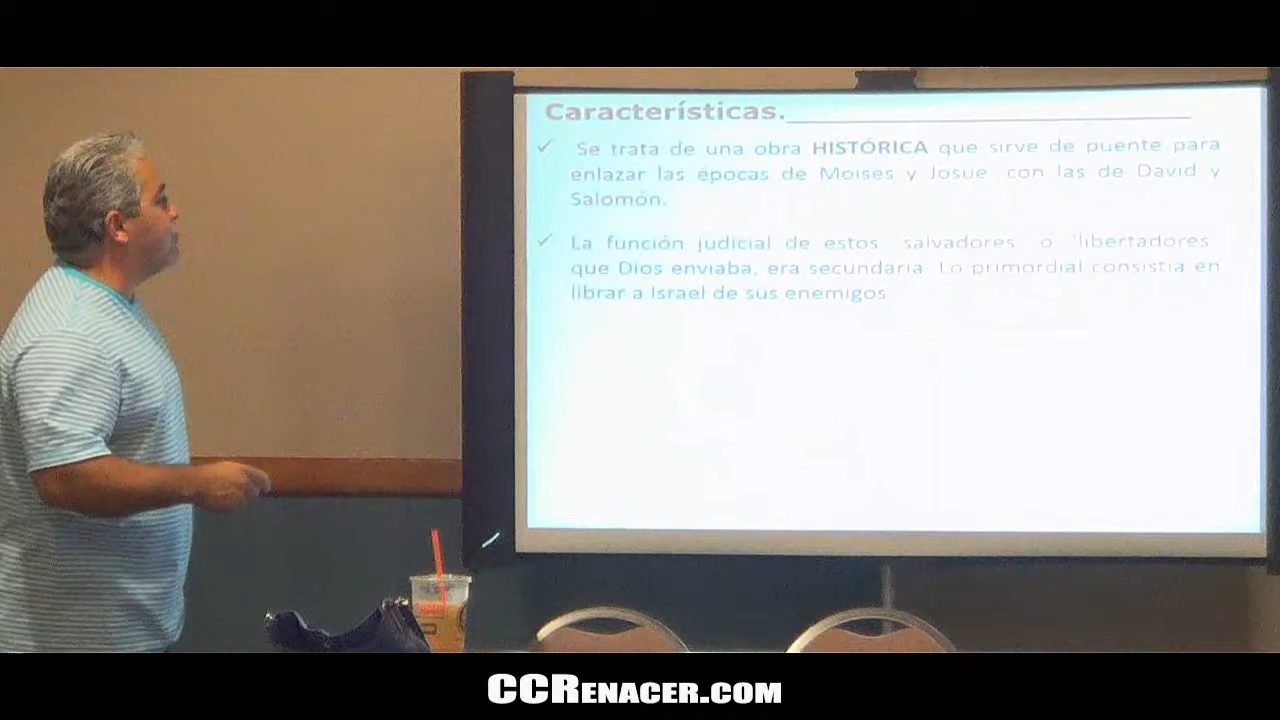 Características.
Se trata de una obra HISTÓRICA que sirve de puente para
enlazar las épocas de Moises y Josue con las de David y
Salomón.
La función judicial de estos salvadores o 'libertadores
que Dios enviaba, era secundaria. Lo primordial consistia en
librar a Israel de sus enemigos
CCRENACER.COM